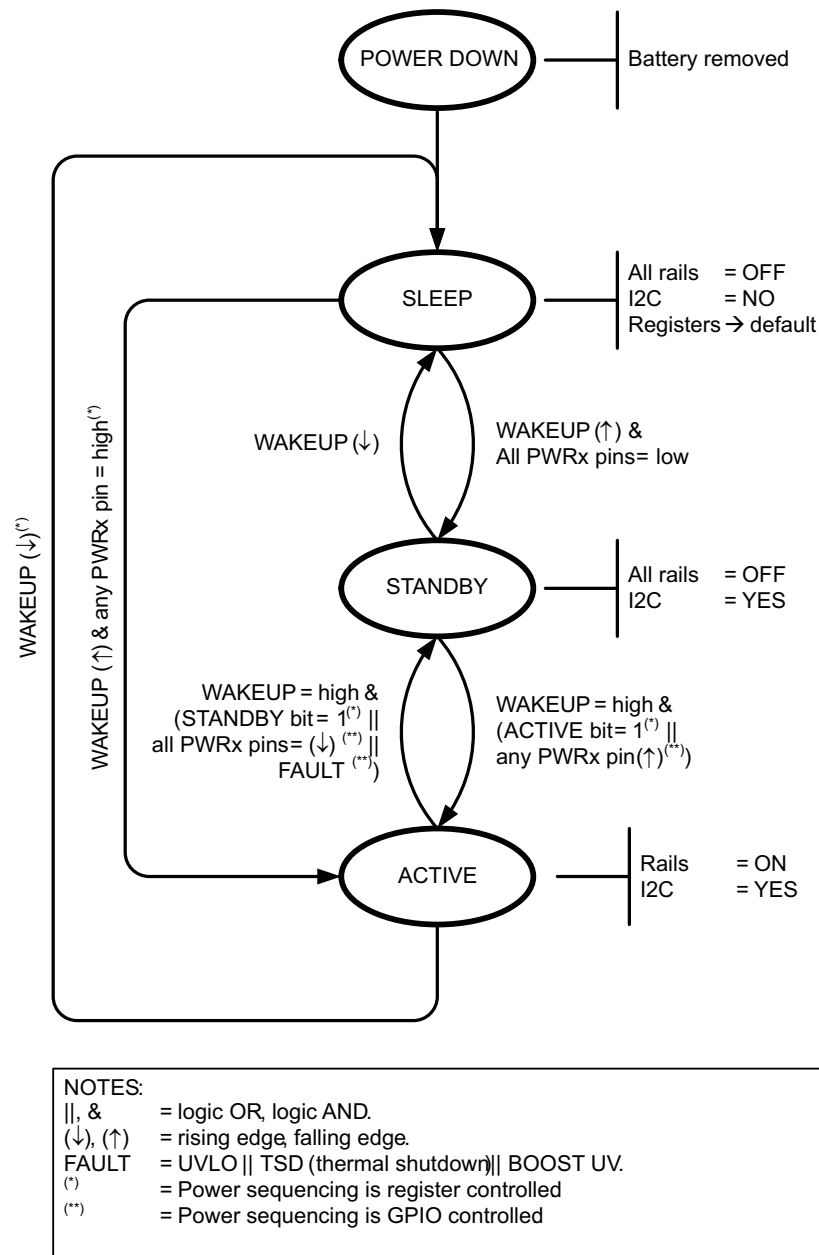 POWER DOWN
Battery removed
SLEEP
All rails = OFF
I2C = NO
Registers → default
WAKEUP (↓)
WAKEUP (↑) &
All PWRx pins= low
WAKEUP (↓)(*)
WAKEUP (↑) & any PWRx pin = high(*)
STANDBY
All rails = OFF
I2C = YES
WAKEUP = high &
(STANDBY bit= 1(*) ||
all PWRx pins= (↓) (**) ||
FAULT (**))
WAKEUP = high &
(ACTIVE bit= 1(*) ||
any PWRx pin(↑)(**))
ACTIVE
Rails = ON
I2C = YES
NOTES:
||, & = logic OR, logic AND.
(↓), (↑) = rising edge, falling edge.
FAULT = UVLO || TSD (thermal shutdown)|| BOOST UV.
(*) = Power sequencing is register controlled
(**) = Power sequencing is GPIO controlled